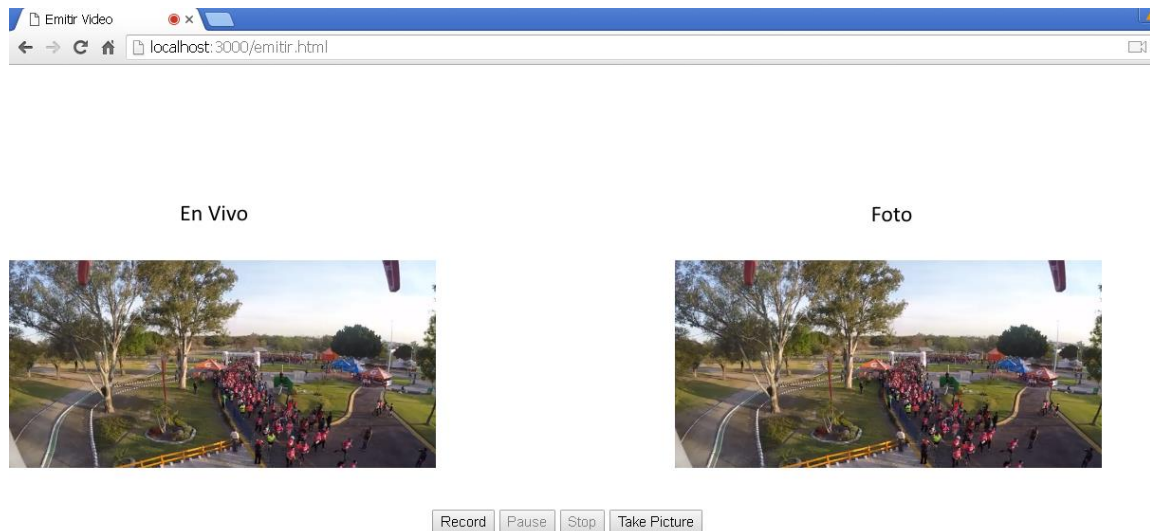 Emitir Video
localhost:3000/emitir.html
En Vivo
Foto
Record Pause Stop Take Picture